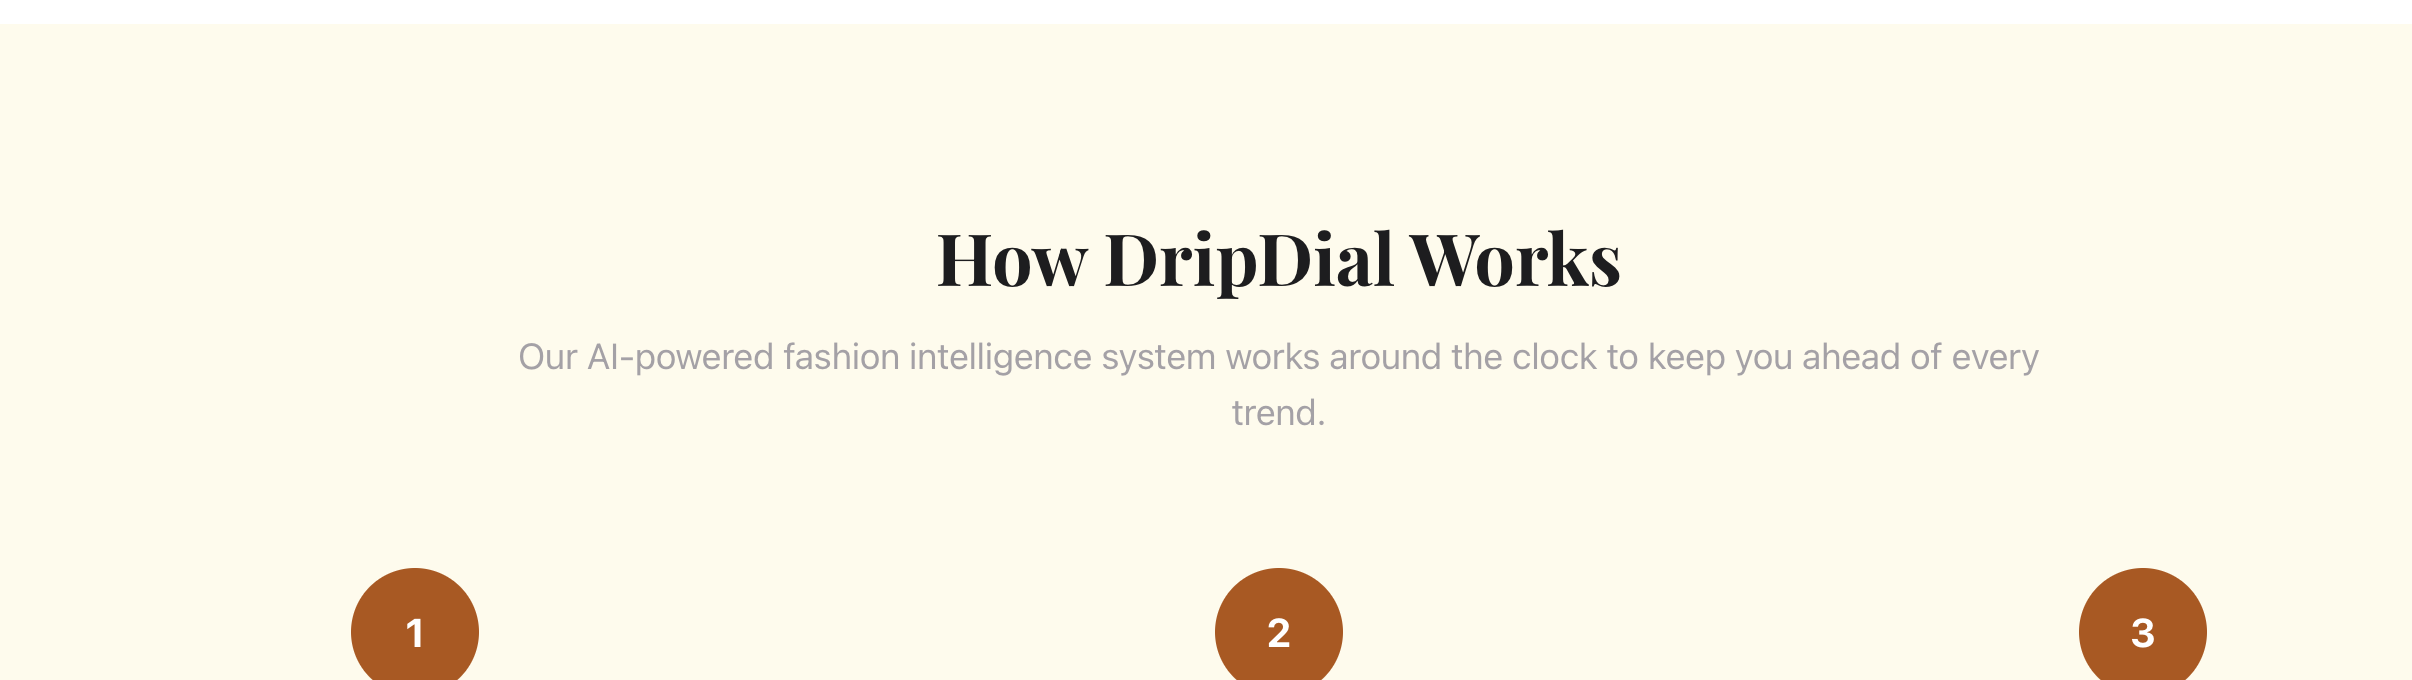 How DripDial Works
Our AI-powered fashion intelligence system works around the clock to keep you ahead of every
trend.
1
2
3